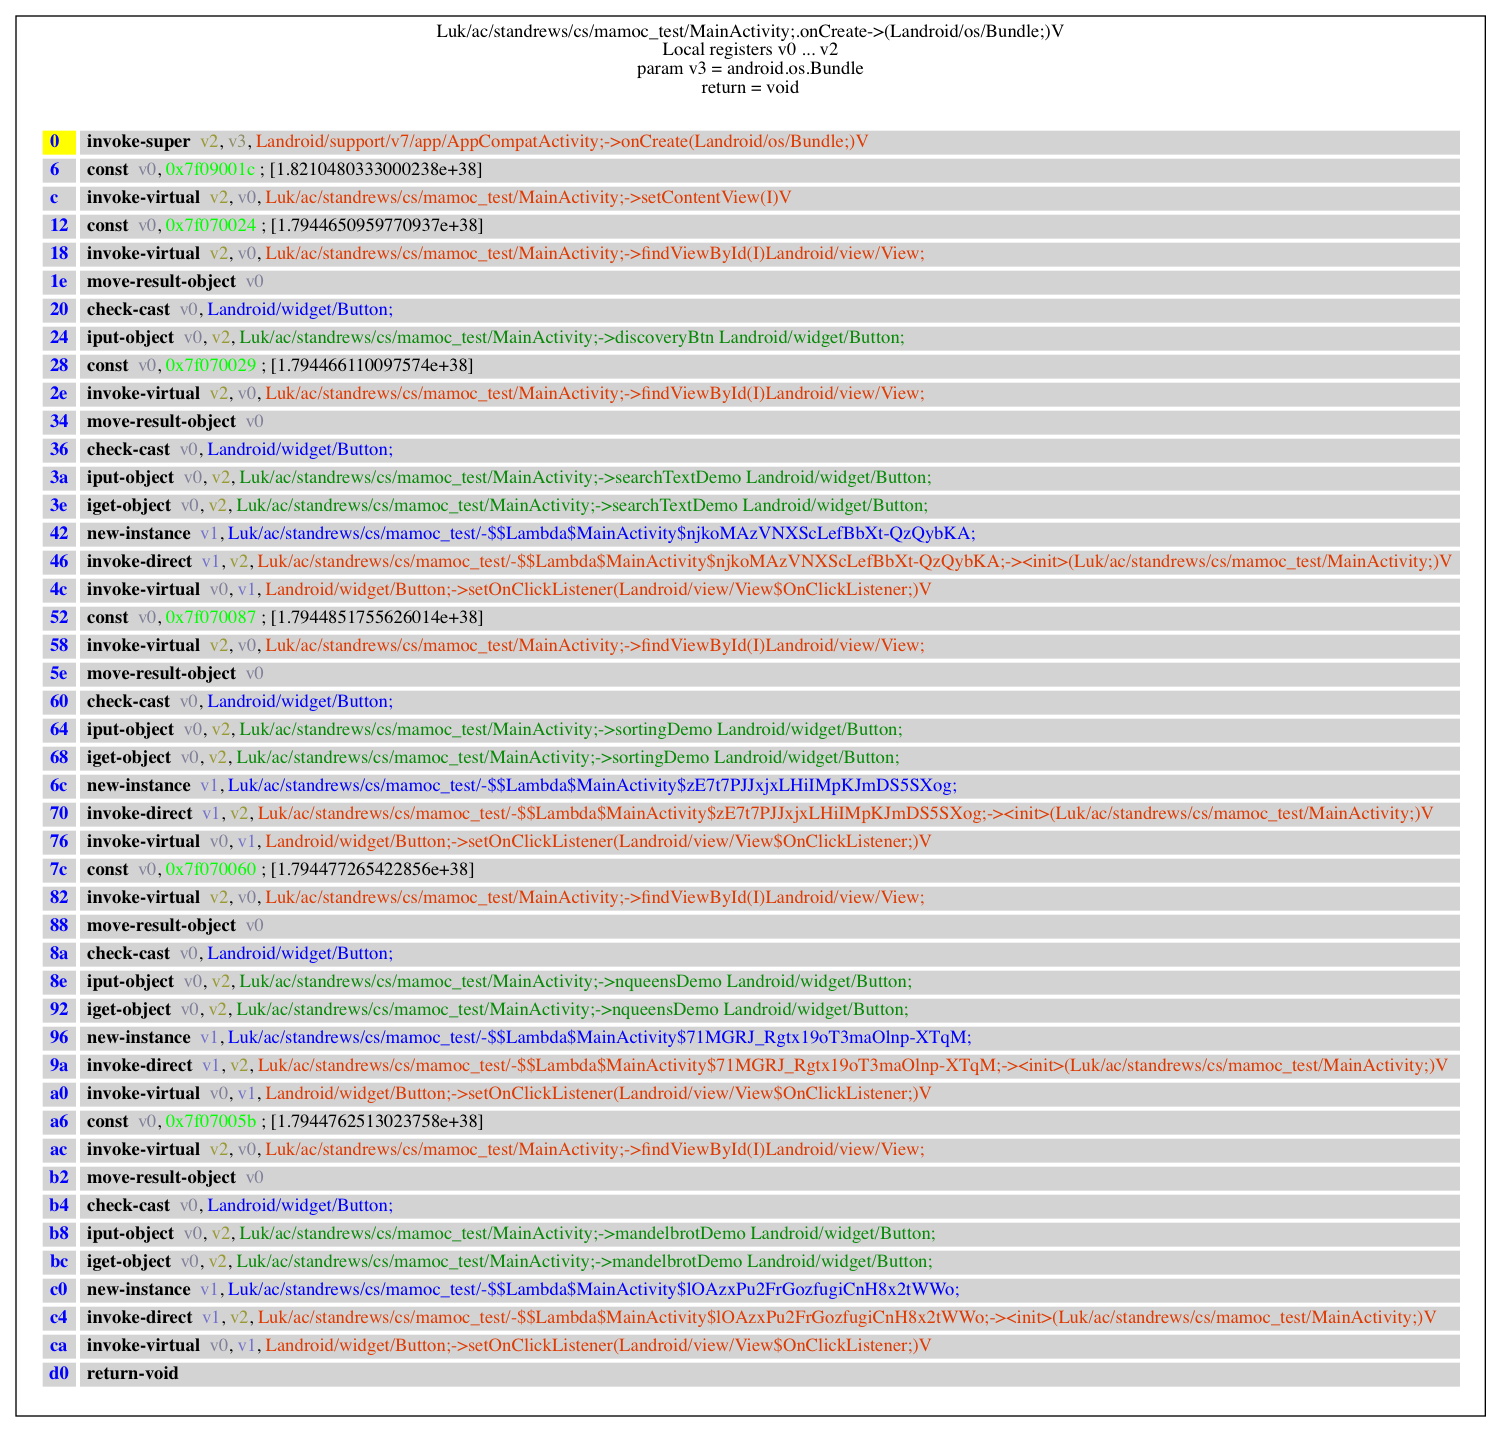 Luk/ac/standrews/cs/mamoc_test/MainActivity;.onCreate->(Landroid/os/Bundle;)V
Local registers v0 ... v2
param v3 = android.os.Bundle
return = void
0 invoke-super v2, v3, Landroid/support/v7/app/AppCompatActivity;->onCreate(Landroid/os/Bundle;)V
6 const v0, 0x7f09001c ; [1.8210480333000238e+38]
c invoke-virtual v2, v0, Luk/ac/standrews/cs/mamoc_test/MainActivity;->setContentView(I)V
12 const v0, 0x7f070024 ; [1.7944650959770937e+38]
18 invoke-virtual v2, v0, Luk/ac/standrews/cs/mamoc_test/MainActivity;->findViewById(I)Landroid/view/View;
1e move-result-object v0
20 check-cast v0, Landroid/widget/Button;
24 iput-object v0, v2, Luk/ac/standrews/cs/mamoc_test/MainActivity;->discoveryBtn Landroid/widget/Button;
28 const v0, 0x7f070029 ; [1.794466110097574e+38]
2e invoke-virtual v2, v0, Luk/ac/standrews/cs/mamoc_test/MainActivity;->findViewById(I)Landroid/view/View;
34 move-result-object v0
36 check-cast v0, Landroid/widget/Button;
3a iput-object v0, v2, Luk/ac/standrews/cs/mamoc_test/MainActivity;->searchTextDemo Landroid/widget/Button;
3e iget-object v0, v2, Luk/ac/standrews/cs/mamoc_test/MainActivity;->searchTextDemo Landroid/widget/Button;
42 new-instance v1, Luk/ac/standrews/cs/mamoc_test/-$$Lambda$MainActivity$njkoMAzVNXScLefBbXt-QzQybKA;
46 invoke-direct v1, v2, Luk/ac/standrews/cs/mamoc_test/-$$Lambda$MainActivity$njkoMAzVNXScLefBbXt-QzQybKA;-><init>(Luk/ac/standrews/cs/mamoc_test/MainActivity;)V
4c invoke-virtual v0, v1, Landroid/widget/Button;->setOnClickListener(Landroid/view/View$OnClickListener;)V
52 const v0, 0x7f070087 ; [1.7944851755626014e+38]
58 invoke-virtual v2, v0, Luk/ac/standrews/cs/mamoc_test/MainActivity;->findViewById(I)Landroid/view/View;
5e move-result-object v0
60 check-cast v0, Landroid/widget/Button;
64 iput-object v0, v2, Luk/ac/standrews/cs/mamoc_test/MainActivity;->sortingDemo Landroid/widget/Button;
68 iget-object v0, v2, Luk/ac/standrews/cs/mamoc_test/MainActivity;->sortingDemo Landroid/widget/Button;
6c new-instance v1, Luk/ac/standrews/cs/mamoc_test/-$$Lambda$MainActivity$zE7t7PJJxjxLHiIMpKJmDS5SXog;
70 invoke-direct v1, v2, Luk/ac/standrews/cs/mamoc_test/-$$Lambda$MainActivity$zE7t7PJJxjxLHiIMpKJmDS5SXog;-><init>(Luk/ac/standrews/cs/mamoc_test/MainActivity;)V
76 invoke-virtual v0, v1, Landroid/widget/Button;->setOnClickListener(Landroid/view/View$OnClickListener;)V
7c const v0, 0x7f070060 ; [1.794477265422856e+38]
82 invoke-virtual v2, v0, Luk/ac/standrews/cs/mamoc_test/MainActivity;->findViewById(I)Landroid/view/View;
88 move-result-object v0
8a check-cast v0, Landroid/widget/Button;
8e iput-object v0, v2, Luk/ac/standrews/cs/mamoc_test/MainActivity;->nqueensDemo Landroid/widget/Button;
92 iget-object v0, v2, Luk/ac/standrews/cs/mamoc_test/MainActivity;->nqueensDemo Landroid/widget/Button;
96 new-instance v1, Luk/ac/standrews/cs/mamoc_test/-$$Lambda$MainActivity$71MGRJ_Rgtx19oT3maOlnp-XTqM;
9a invoke-direct v1, v2, Luk/ac/standrews/cs/mamoc_test/-$$Lambda$MainActivity$71MGRJ_Rgtx19oT3maOlnp-XTqM;-><init>(Luk/ac/standrews/cs/mamoc_test/MainActivity;)V
a0 invoke-virtual v0, v1, Landroid/widget/Button;->setOnClickListener(Landroid/view/View$OnClickListener;)V
a6 const v0, 0x7f07005b ; [1.7944762513023758e+38]
ac invoke-virtual v2, v0, Luk/ac/standrews/cs/mamoc_test/MainActivity;->findViewById(I)Landroid/view/View;
b2 move-result-object v0
b4 check-cast v0, Landroid/widget/Button;
b8 iput-object v0, v2, Luk/ac/standrews/cs/mamoc_test/MainActivity;->mandelbrotDemo Landroid/widget/Button;
bc iget-object v0, v2, Luk/ac/standrews/cs/mamoc_test/MainActivity;->mandelbrotDemo Landroid/widget/Button;
c0 new-instance v1, Luk/ac/standrews/cs/mamoc_test/-$$Lambda$MainActivity$lOAzxPu2FrGozfugiCnH8x2tWWo;
c4 invoke-direct v1, v2, Luk/ac/standrews/cs/mamoc_test/-$$Lambda$MainActivity$lOAzxPu2FrGozfugiCnH8x2tWWo;-><init>(Luk/ac/standrews/cs/mamoc_test/MainActivity;)V
ca invoke-virtual v0, v1, Landroid/widget/Button;->setOnClickListener(Landroid/view/View$OnClickListener;)V
d0 return-void